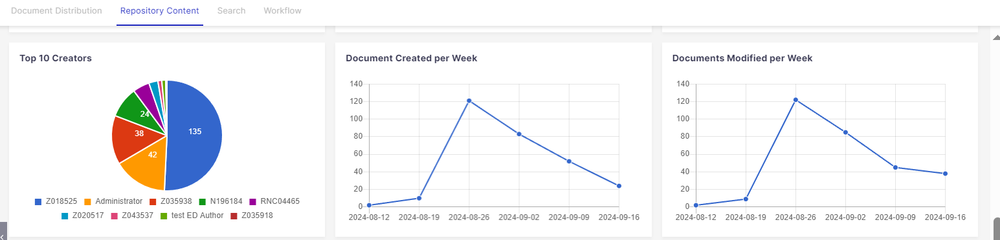 Document Distribution Repository Content Search Workflow
Top 10 Creators
135
24
38
42
Z018525 Administrator Z035938 N196184 RNC04465
Z020517 Z043537 test ED Author Z035918
Document Created per Week
140
120
100
80
60
40
20
0
2024-08-12 2024-08-19 2024-08-26 2024-09-02 2024-09-09 2024-09-16
Documents Modified per Week
140
120
100
80
60
40
20
0
2024-08-12 2024-08-19 2024-08-26 2024-09-02 2024-09-09 2024-09-16